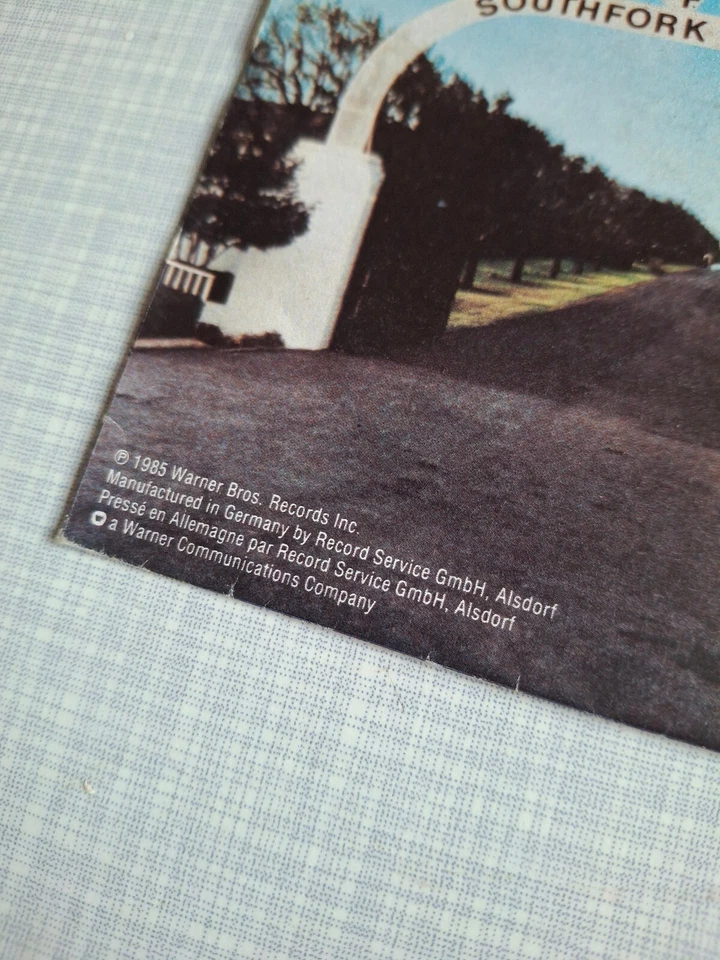 SOUTHFORK
℗ 1985 Warner Bros. Records Inc.
Manufactured in Germany by Record Service GmbH, Alsdorf
Pressé en Allemagne par Record Service GmbH, Alsdorf
a Warner Communications Company